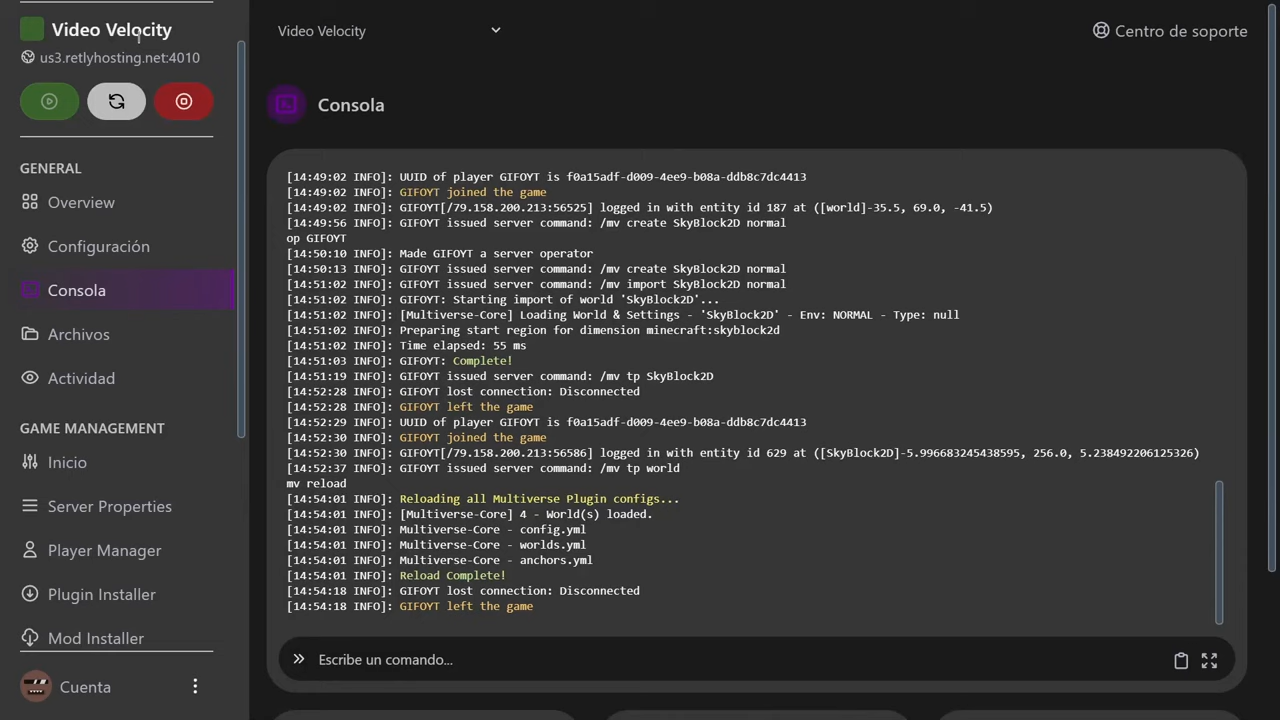 Video Velocity
us3.retlyhosting.net:4010
GENERAL
Overview
Configuración
Consola
Archivos
Actividad
GAME MANAGEMENT
Inicio
Server Properties
Player Manager
Plugin Installer
Mod Installer
Cuenta
Video Velocity
Centro de soporte
Consola
[14:49:02 INFO]: UUID of player GIFOYT is f0a15adf-d009-4ee9-b08a-ddb8c7dc4413
[14:49:02 INFO]: GIFOYT joined the game
[14:49:02 INFO]: GIFOYT[/79.158.200.213:56525] logged in with entity id 187 at ([world]-35.5, 69.0, -41.5)
[14:49:56 INFO]: GIFOYT issued server command: /mv create SkyBlock2D normal
op GIFOYT
[14:50:10 INFO]: Made GIFOYT a server operator
[14:50:13 INFO]: GIFOYT issued server command: /mv create SkyBlock2D normal
[14:51:02 INFO]: GIFOYT issued server command: /mv import SkyBlock2D normal
[14:51:02 INFO]: GIFOYT: Starting import of world 'SkyBlock2D'...
[14:51:02 INFO]: [Multiverse-Core] Loading World & Settings - 'SkyBlock2D' - Env: NORMAL - Type: null
[14:51:02 INFO]: Preparing start region for dimension minecraft:skyblock2d
[14:51:02 INFO]: Time elapsed: 55 ms
[14:51:03 INFO]: GIFOYT: Complete!
[14:51:19 INFO]: GIFOYT issued server command: /mv tp SkyBlock2D
[14:52:28 INFO]: GIFOYT lost connection: Disconnected
[14:52:28 INFO]: GIFOYT left the game
[14:52:29 INFO]: UUID of player GIFOYT is f0a15adf-d009-4ee9-b08a-ddb8c7dc4413
[14:52:30 INFO]: GIFOYT joined the game
[14:52:30 INFO]: GIFOYT[/79.158.200.213:56586] logged in with entity id 629 at ([SkyBlock2D]-5.996683245438595, 256.0, 5.238492206125326)
[14:52:37 INFO]: GIFOYT issued server command: /mv tp world
mv reload
[14:54:01 INFO]: Reloading all Multiverse Plugin configs...
[14:54:01 INFO]: [Multiverse-Core] 4 - World(s) loaded.
[14:54:01 INFO]: Multiverse-Core - config.yml
[14:54:01 INFO]: Multiverse-Core - worlds.yml
[14:54:01 INFO]: Multiverse-Core - anchors.yml
[14:54:01 INFO]: Reload Complete!
[14:54:18 INFO]: GIFOYT lost connection: Disconnected
[14:54:18 INFO]: GIFOYT left the game
Escribe un comando...